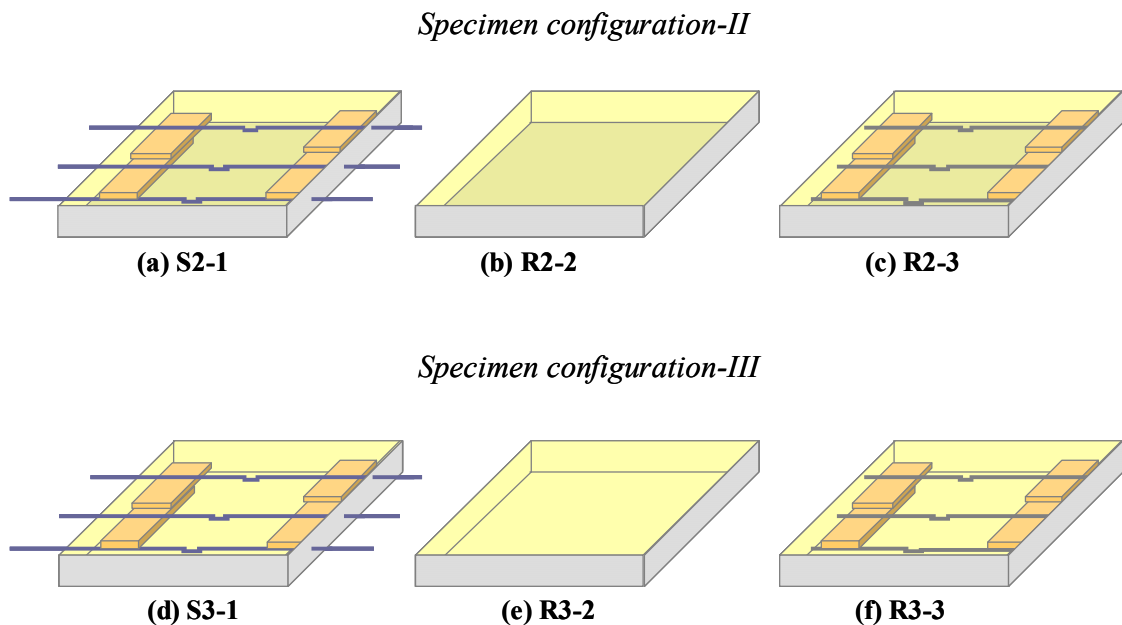 Specimen configuration-II
(a) S2-1
(b) R2-2
(c) R2-3
Specimen configuration-III
(d) S3-1
(e) R3-2
(f) R3-3